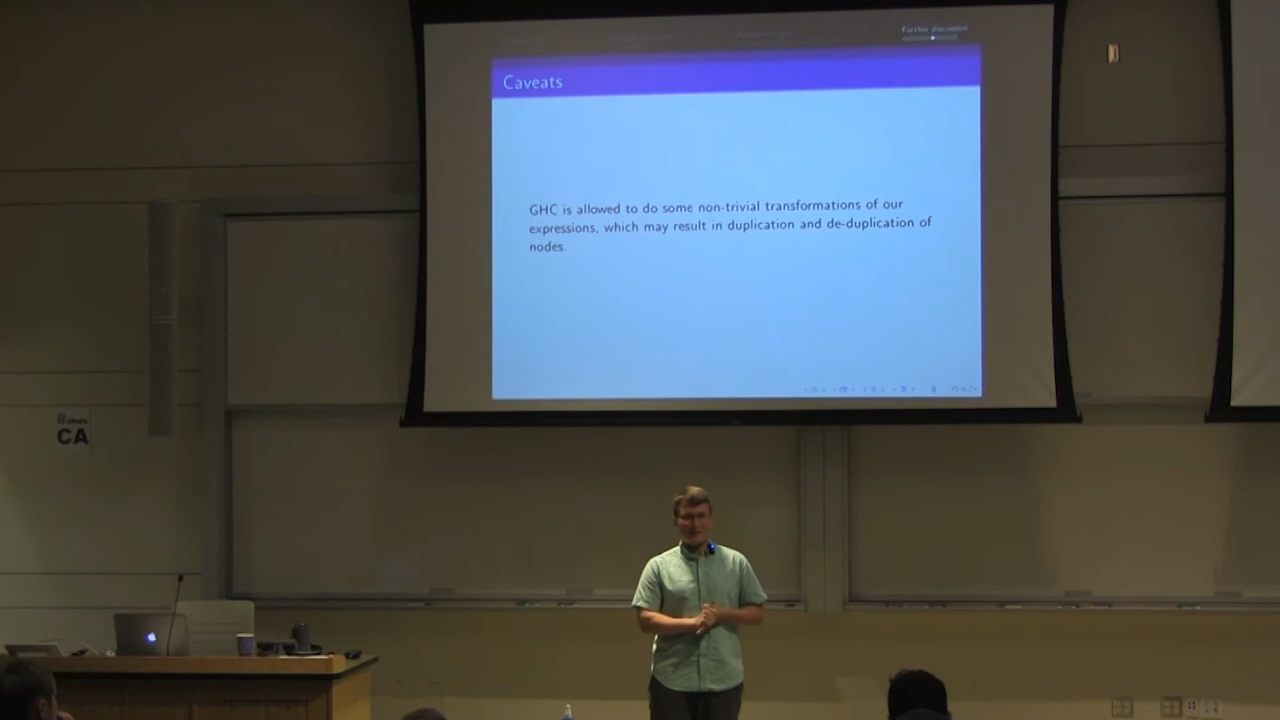 Further discussion
Caveats
GHC is allowed to do some non-trivial transformations of our
expressions, which may result in duplication and de-duplication of
nodes.
CA